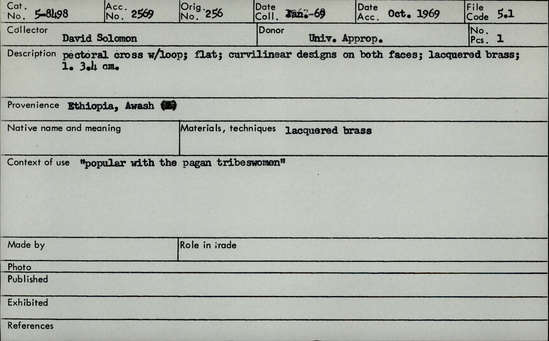 Cat. No. 5-8498 Acc. No. 2569 Orig. No. 256 Date Coll. Jan.-69 Date Acc. Oct. 1969 File Code 5.1
Collector David Solomon Donor Univ. Approp. No. Pcs. 1
Description pectoral cross w/loop; flat; curvilinear designs on both faces; lacquered brass;
l. 3.4 cm.
Provenience Ethiopia, Awash
Native name and meaning Materials, techniques lacquered brass
Context of use "popular with the pagan tribeswomen"
Made by Role in trade
Photo
Published
Exhibited
References